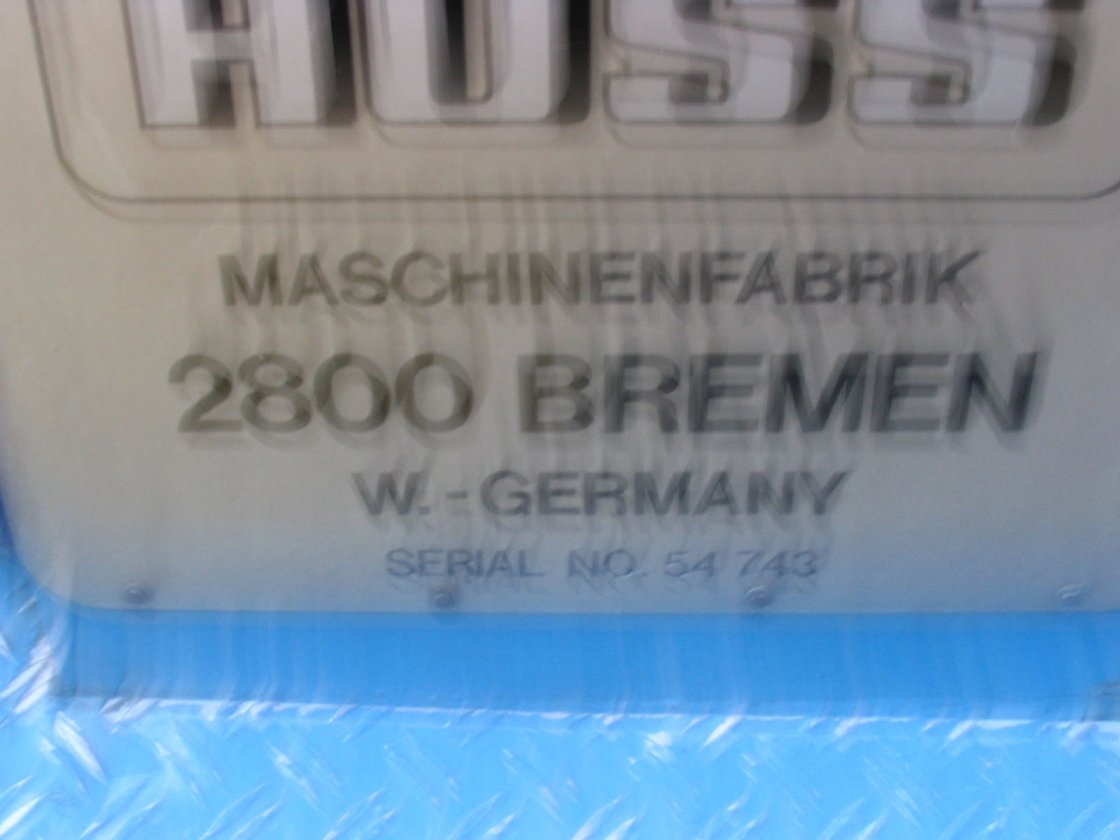 HUSS
MASCHINENFABRIK
2800 BREMEN
W.-GERMANY
SERIAL NO. 54 743